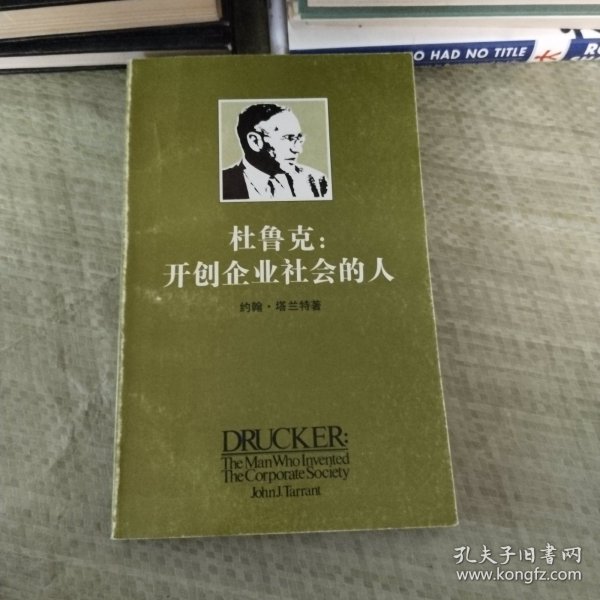 O HAD NO TITLE
杜鲁克：
开创企业社会的人
约翰·塔兰特著
DRUCKER:
The Man Who Invented
The Corporate Society
John J. Tarrant
孔夫子旧书网
www.kongfz.com